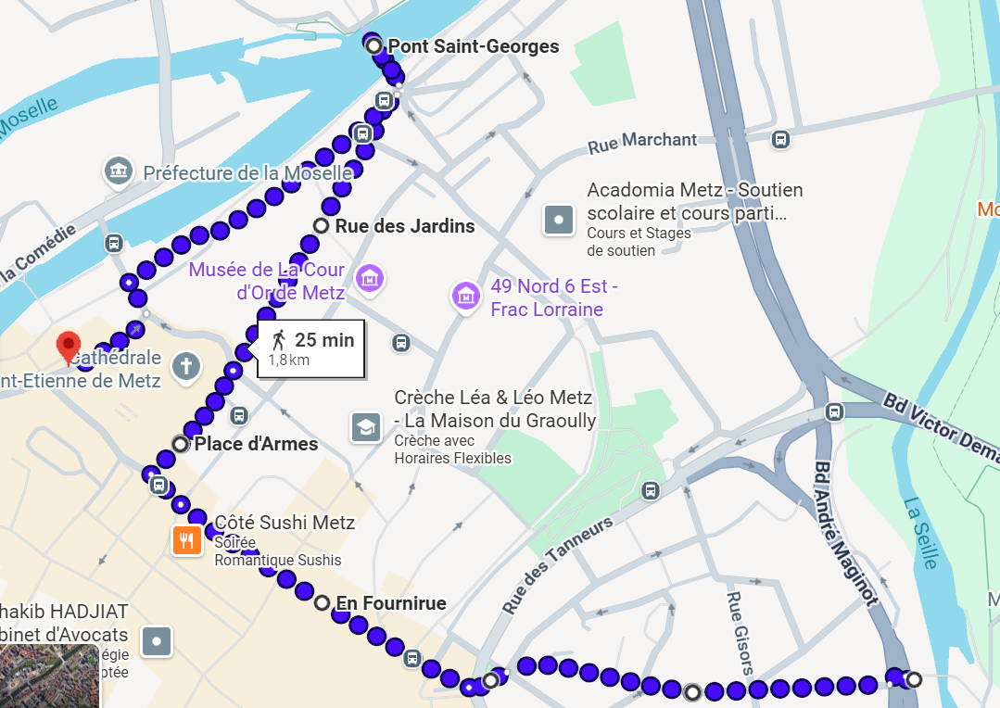 Pont Saint-Georges
Moselle
Rue Marchant
Préfecture de la Moselle
Acadomia Metz - Soutien
scolaire et cours parti...
Cours et Stages
de soutien
Mo
la Comédie
Rue des Jardins
Musée de La Cour
d'Or de Metz
49 Nord 6 Est -
Frac Lorraine
25 min
1,8 km
Cathédrale
nt-Etienne de Metz
Crèche Léa & Léo Metz
- La Maison du Graoully
Crèche avec
Horaires Flexibles
Bd Victor Dema
Place d'Armes
Bd André Maginot
La Seille
Côté Sushi Metz
Soirée
Romantique Sushis
Rue des Tanneurs
En Fournirue
Rue Gisors
M
hakib HADJIAT
binet d'Avocats
égie
ptée